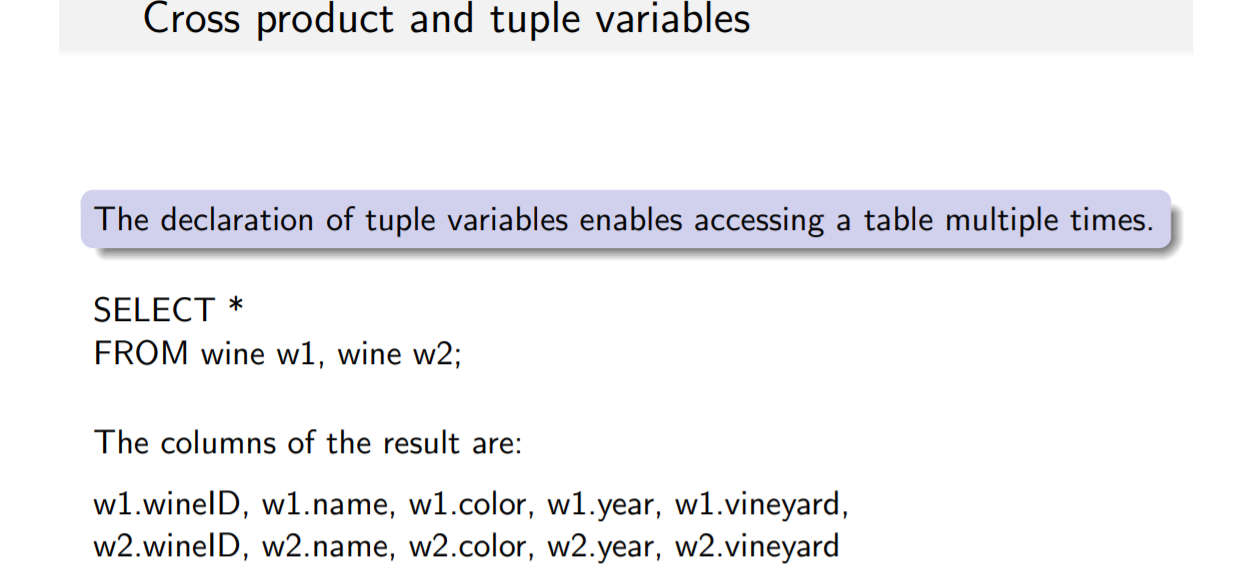 Cross product and tuple variables
The declaration of tuple variables enables accessing a table multiple times.
SELECT *
FROM wine w1, wine w2;
The columns of the result are:
w1.wineID, w1.name, w1.color, w1.year, w1.vineyard,
w2.wineID, w2.name, w2.color, w2.year, w2.vineyard